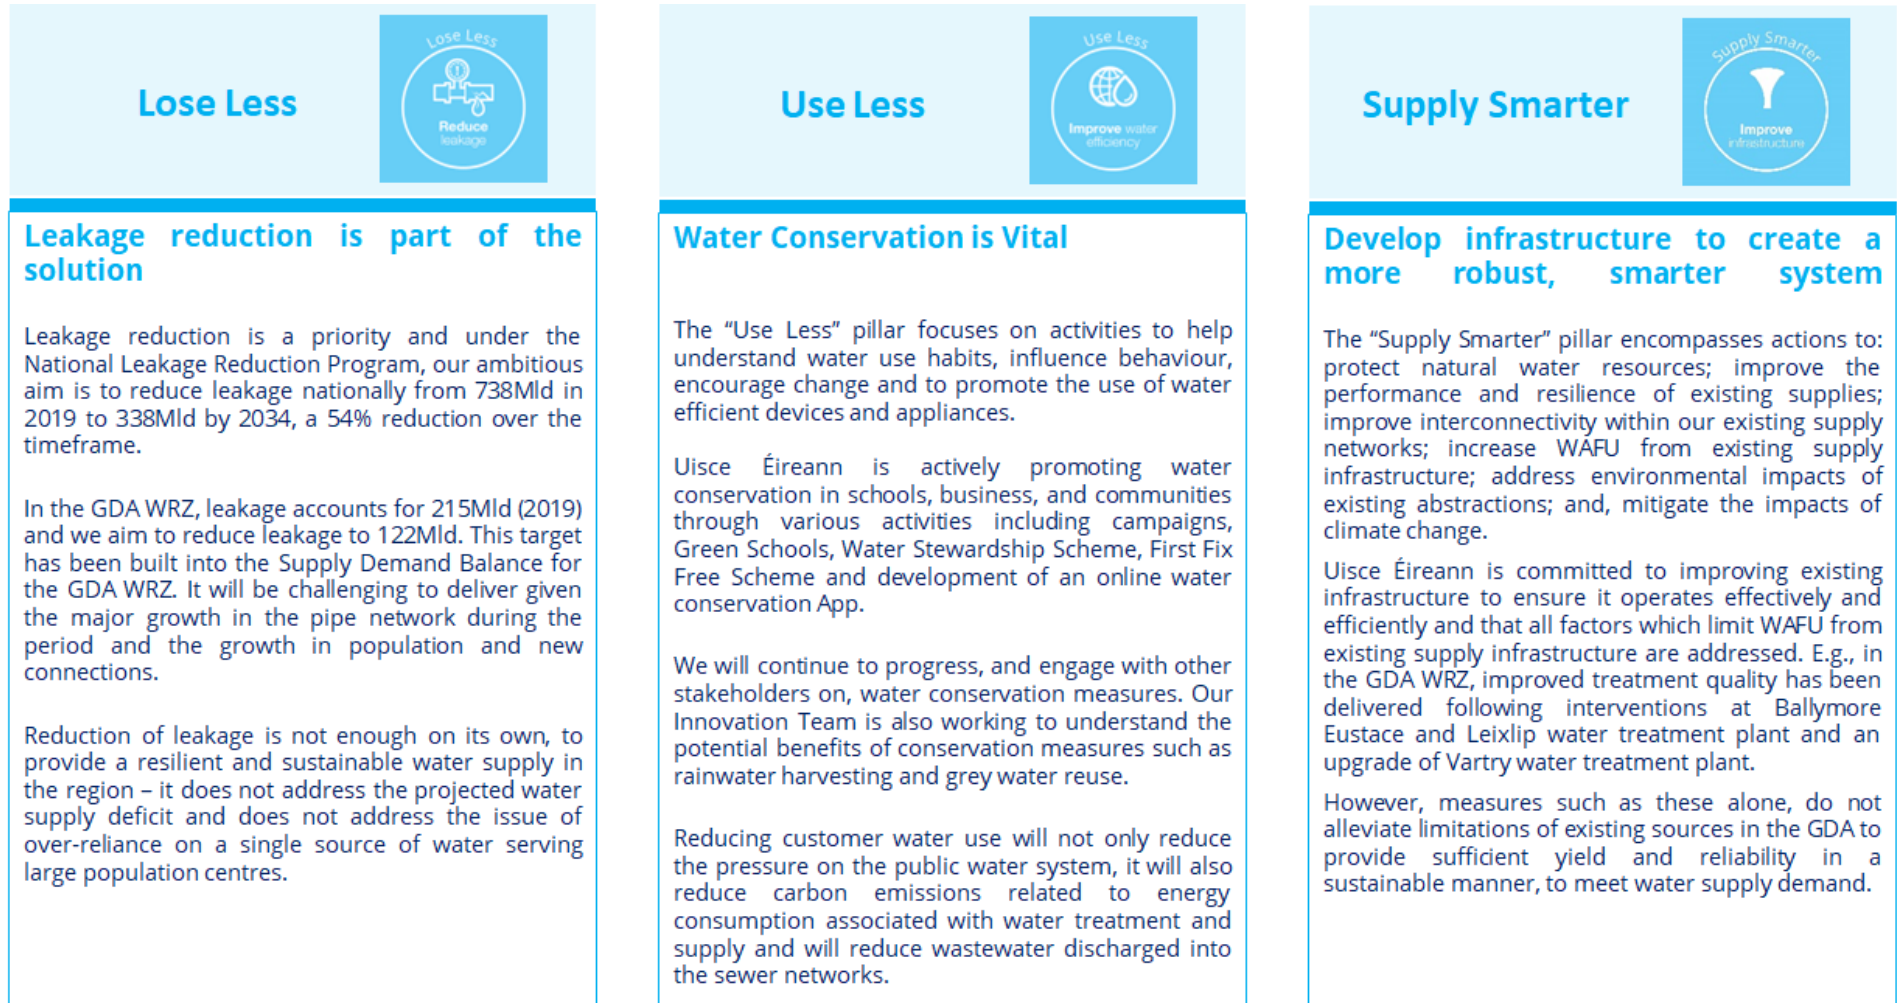 Lose Less
Lose Less
Reduce
leakage
Leakage reduction is part of the
solution
Leakage reduction is a priority and under the
National Leakage Reduction Program, our ambitious
aim is to reduce leakage nationally from 738Mld in
2019 to 338Mld by 2034, a 54% reduction over the
timeframe.
In the GDA WRZ, leakage accounts for 215Mld (2019)
and we aim to reduce leakage to 122Mld. This target
has been built into the Supply Demand Balance for
the GDA WRZ. It will be challenging to deliver given
the major growth in the pipe network during the
period and the growth in population and new
connections.
Reduction of leakage is not enough on its own, to
provide a resilient and sustainable water supply in
the region – it does not address the projected water
supply deficit and does not address the issue of
over-reliance on a single source of water serving
large population centres.
Use Less
Use Less
Improve water
efficiency
Water Conservation is Vital
The “Use Less” pillar focuses on activities to help
understand water use habits, influence behaviour,
encourage change and to promote the use of water
efficient devices and appliances.
Uisce Éireann is actively promoting water
conservation in schools, business, and communities
through various activities including campaigns,
Green Schools, Water Stewardship Scheme, First Fix
Free Scheme and development of an online water
conservation App.
We will continue to progress, and engage with other
stakeholders on, water conservation measures. Our
Innovation Team is also working to understand the
potential benefits of conservation measures such as
rainwater harvesting and grey water reuse.
Reducing customer water use will not only reduce
the pressure on the public water system, it will also
reduce carbon emissions related to energy
consumption associated with water treatment and
supply and will reduce wastewater discharged into
the sewer networks.
Supply Smarter
Supply Smarter
Improve
infrastructure
Develop infrastructure to create a
more robust, smarter system
The “Supply Smarter” pillar encompasses actions to:
protect natural water resources; improve the
performance and resilience of existing supplies;
improve interconnectivity within our existing supply
networks; increase WAFU from existing supply
infrastructure; address environmental impacts of
existing abstractions; and, mitigate the impacts of
climate change.
Uisce Éireann is committed to improving existing
infrastructure to ensure it operates effectively and
efficiently and that all factors which limit WAFU from
existing supply infrastructure are addressed. E.g., in
the GDA WRZ, improved treatment quality has been
delivered following interventions at Ballymore
Eustace and Leixlip water treatment plant and an
upgrade of Vartry water treatment plant.
However, measures such as these alone, do not
alleviate limitations of existing sources in the GDA to
provide sufficient yield and reliability in a
sustainable manner, to meet water supply demand.